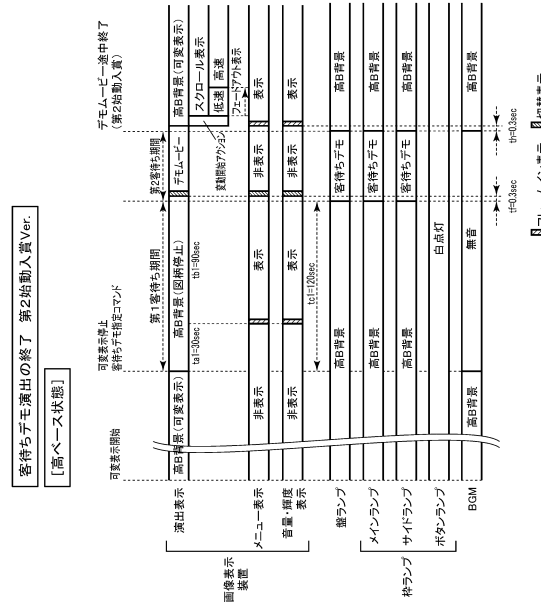 客待ちデモ演出の終了 第2始動入賞Ver.
[高ベース状態]
可変表示開始
可変表示停止
客待ちデモ指定コマンド
デモムービー途中終了
(第2始動入賞)
第1客待ち期間
第2客待ち期間
画像表示
装置
演出表示
高B背景(可変表示)
高B背景(図柄停止)
デモムービー
高B背景(可変表示)
スクロール表示
低速
高速
変動開始アクション
フェードアウト表示
ta1=30sec
tb1=90sec
メニュー表示
非表示
表示
非表示
表示
音量・輝度
表示
非表示
表示
非表示
表示
tc1=120sec
盤ランプ
高B背景
客待ちデモ
高B背景
枠ランプ
メインランプ
高B背景
客待ちデモ
高B背景
サイドランプ
高B背景
客待ちデモ
高B背景
ボタンランプ
白点灯
BGM
高B背景
無音
高B背景
tf=0.3sec
th=0.3sec